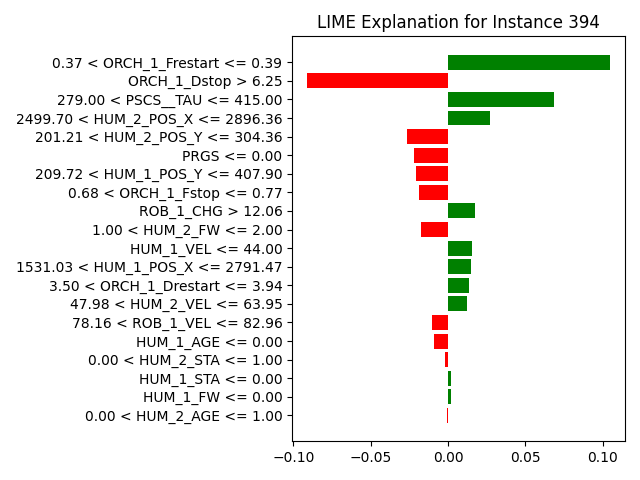 LIME Explanation for Instance 394
0.37 < ORCH_1_Frestart <= 0.39
ORCH_1_Dstop > 6.25
279.00 < PSCS__TAU <= 415.00
2499.70 < HUM_2_POS_X <= 2896.36
201.21 < HUM_2_POS_Y <= 304.36
PRGS <= 0.00
209.72 < HUM_1_POS_Y <= 407.90
0.68 < ORCH_1_Fstop <= 0.77
ROB_1_CHG > 12.06
1.00 < HUM_2_FW <= 2.00
HUM_1_VEL <= 44.00
1531.03 < HUM_1_POS_X <= 2791.47
3.50 < ORCH_1_Drestart <= 3.94
47.98 < HUM_2_VEL <= 63.95
78.16 < ROB_1_VEL <= 82.96
HUM_1_AGE <= 0.00
0.00 < HUM_2_STA <= 1.00
HUM_1_STA <= 0.00
HUM_1_FW <= 0.00
0.00 < HUM_2_AGE <= 1.00
−0.10 −0.05 0.00 0.05 0.10